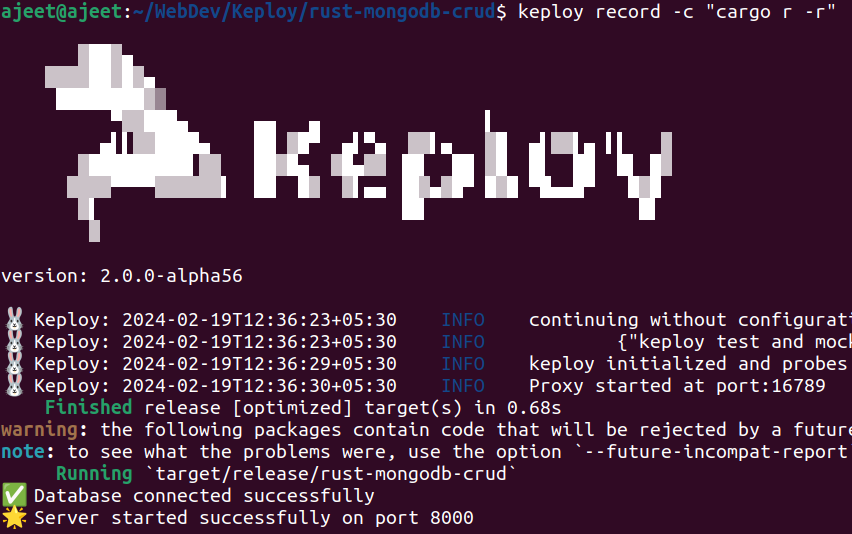 ajeet@ajeet:~/WebDev/Keploy/rust-mongodb-crud$ keploy record -c "cargo r -r"
Keploy
version: 2.0.0-alpha56
🐰 Keploy: 2024-02-19T12:36:23+05:30 INFO continuing without configurati
🐰 Keploy: 2024-02-19T12:36:23+05:30 INFO {"keploy test and mock
🐰 Keploy: 2024-02-19T12:36:29+05:30 INFO keploy initialized and probes
🐰 Keploy: 2024-02-19T12:36:30+05:30 INFO Proxy started at port:16789
Finished release [optimized] target(s) in 0.68s
warning: the following packages contain code that will be rejected by a future
note: to see what the problems were, use the option `--future-incompat-report
Running `target/release/rust-mongodb-crud`
✅ Database connected successfully
🌟 Server started successfully on port 8000